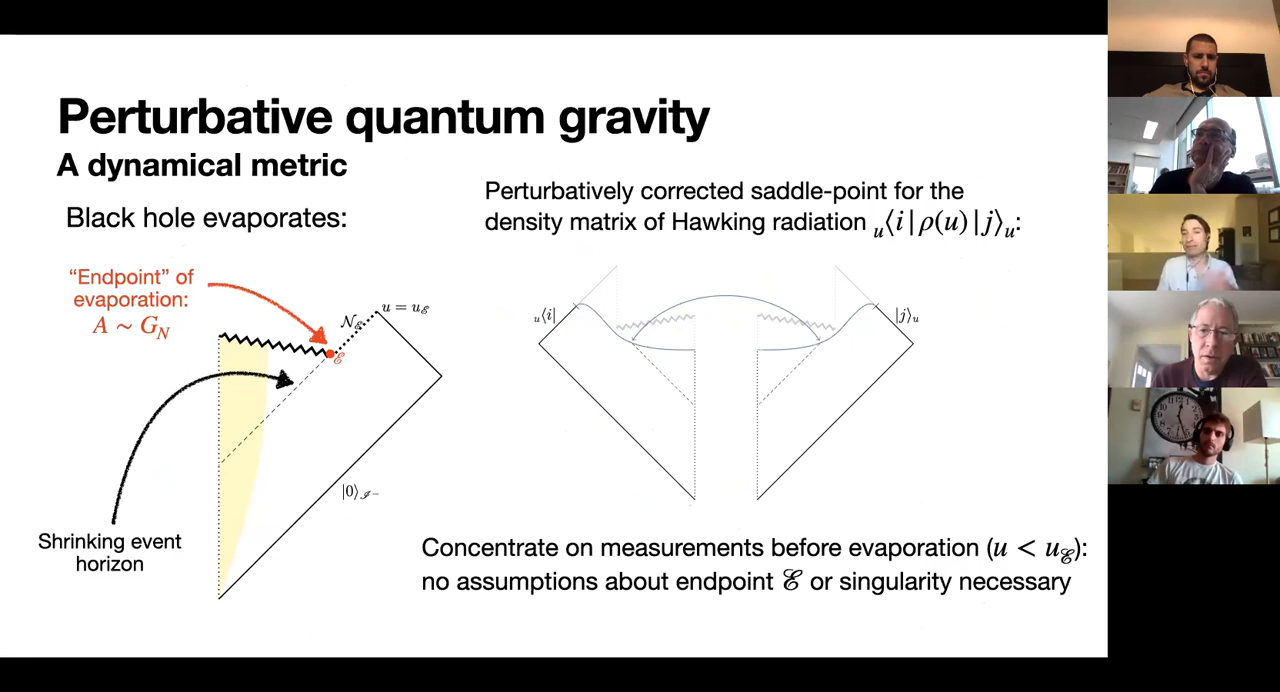 Perturbative quantum gravity
A dynamical metric
Black hole evaporates:
Perturbatively corrected saddle-point for the
density matrix of Hawking radiation ᵤ⟨i|ρ(u)|j⟩ᵤ:
“Endpoint” of
evaporation:
A ∼ G_N
u = u_ℰ
𝒩_ℰ
ℰ
ᵤ⟨i|
|j⟩ᵤ
|0⟩_𝒥⁻
Shrinking event
horizon
Concentrate on measurements before evaporation (u < u_ℰ):
no assumptions about endpoint ℰ or singularity necessary